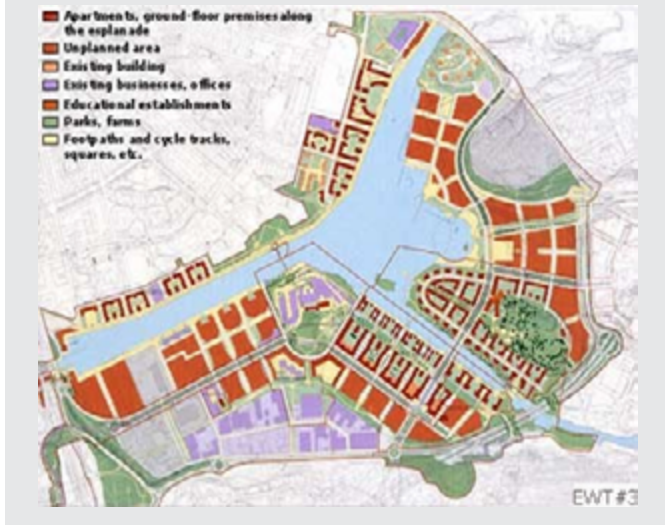 Apartments, ground-floor premises along
the esplanade
Unplanned area
Existing building
Existing businesses, offices
Educational establishments
Parks, farms
Footpaths and cycle tracks,
squares, etc.
EWT #3